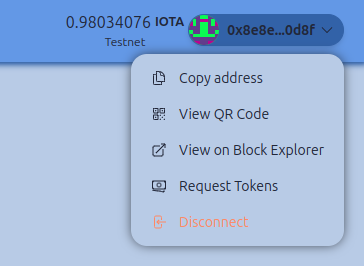 0.98034076 IOTA
Testnet
0x8e8e...0d8f
Copy address
View QR Code
View on Block Explorer
Request Tokens
Disconnect